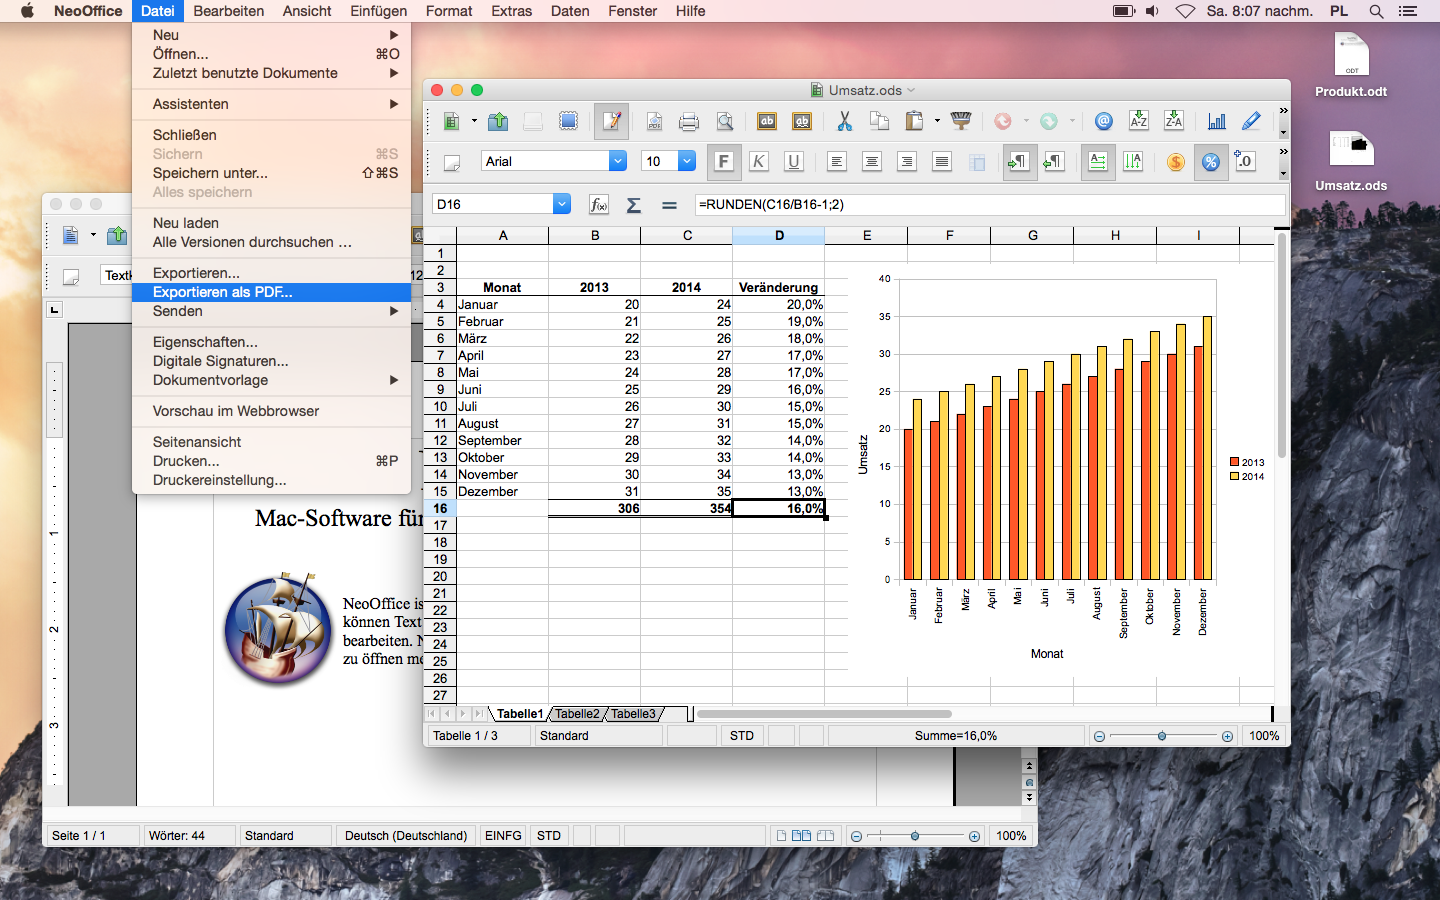 NeoOffice Datei Bearbeiten Ansicht Einfügen Format Extras Daten Fenster Hilfe Sa. 8:07 nachm. PL
Neu
Öffnen... ⌘O
Zuletzt benutzte Dokumente
Assistenten
Schließen
Sichern ⌘S
Speichern unter... ⇧⌘S
Alles speichern
Neu laden
Alle Versionen durchsuchen ...
Exportieren...
Exportieren als PDF...
Senden
Eigenschaften...
Digitale Signaturen...
Dokumentvorlage
Vorschau im Webbrowser
Seitenansicht
Drucken... ⌘P
Druckereinstellung...
ODT
Produkt.odt
Umsatz.ods
Umsatz.ods
Arial 10 F K U
D16 f(x) Σ = =RUNDEN(C16/B16-1;2)
A B C D E F G H I
1
2
3 Monat 2013 2014 Veränderung
4 Januar 20 24 20,0%
5 Februar 21 25 19,0%
6 März 22 26 18,0%
7 April 23 27 17,0%
8 Mai 24 28 17,0%
9 Juni 25 29 16,0%
10 Juli 26 30 15,0%
11 August 27 31 15,0%
12 September 28 32 14,0%
13 Oktober 29 33 14,0%
14 November 30 34 13,0%
15 Dezember 31 35 13,0%
16 306 354 16,0%
17
18
19
20
21
22
23
24
25
26
27
40
35
30
25
20
15
10
5
0
Umsatz
Januar Februar März April Mai Juni Juli August September Oktober November Dezember
Monat
2013
2014
Tabelle1 Tabelle2 Tabelle3
Tabelle 1 / 3 Standard STD Summe=16,0% 100%
Mac-Software für
NeoOffice is
können Text
bearbeiten. N
zu öffnen me
1
2
3
Seite 1 / 1 Wörter: 44 Standard Deutsch (Deutschland) EINFG STD 100%